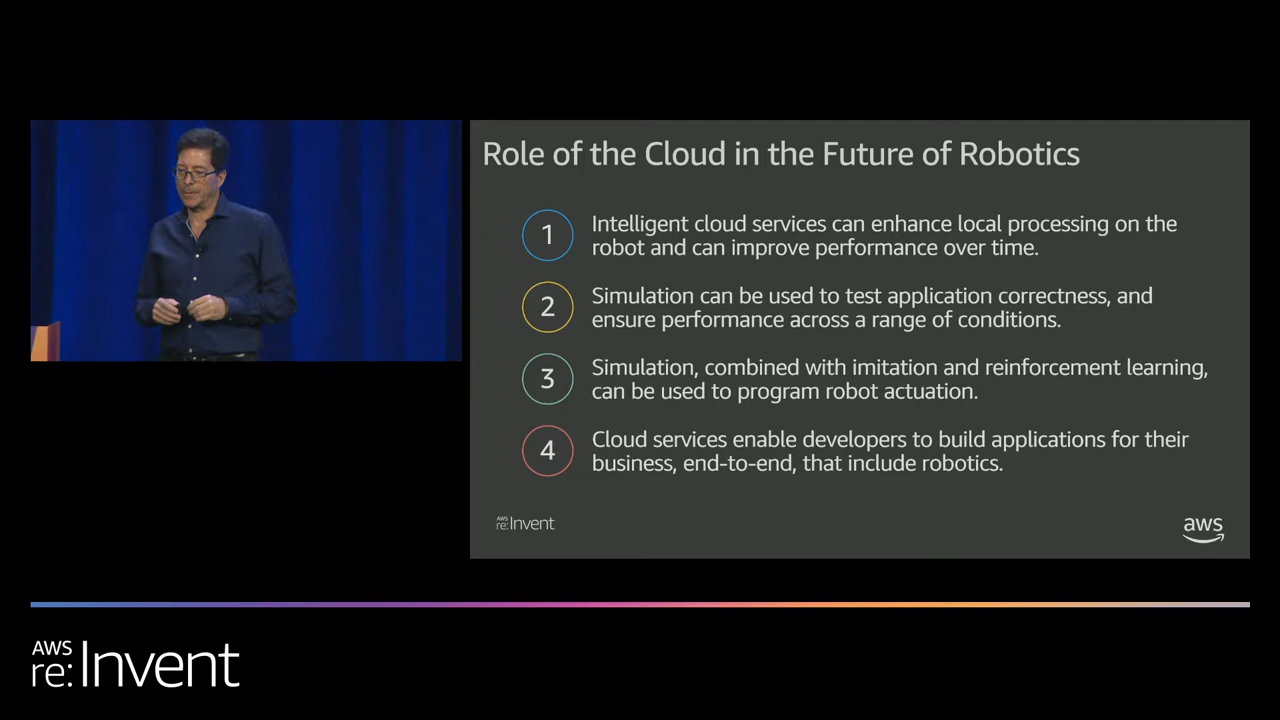 Role of the Cloud in the Future of Robotics
1
Intelligent cloud services can enhance local processing on the
robot and can improve performance over time.
2
Simulation can be used to test application correctness, and
ensure performance across a range of conditions.
3
Simulation, combined with imitation and reinforcement learning,
can be used to program robot actuation.
4
Cloud services enable developers to build applications for their
business, end-to-end, that include robotics.
AWS
re:Invent
aws
AWS
re:Invent